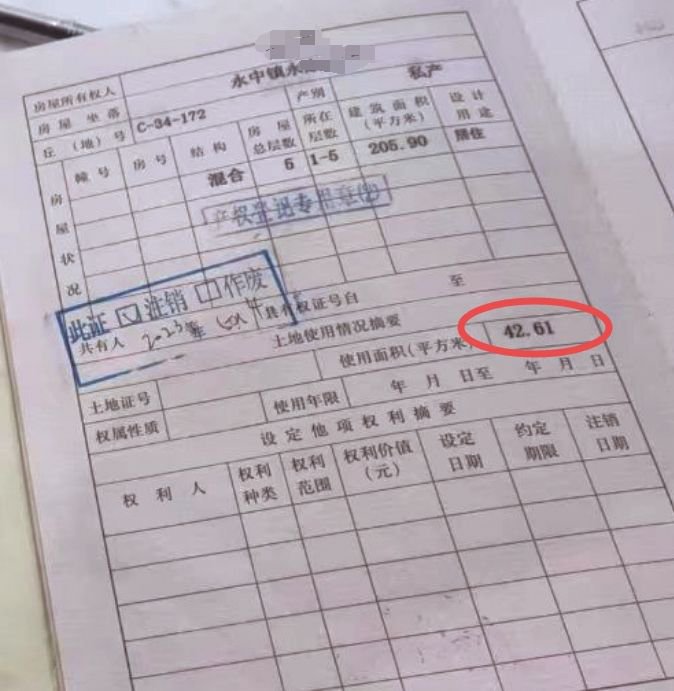 房屋所有权人
房屋坐落 永中镇永
丘(地)号 C-34-172 产别 私产
房屋状况 幢号 房号 结构 房屋总层数 所在层数 建筑面积(平方米) 设计用途
混合 5 1-5 205.90 居住
产权登记专用章
此证 ☑注销 □作废
2023年
共有人 共有权证号自 至
土地使用情况摘要
土地证号 使用面积(平方米) 42.61
权属性质 使用年限 年 月 日至 年 月 日
设定他项权利摘要
权利人 权利种类 权利范围 权利价值(元) 设定日期 约定期限 注销日期